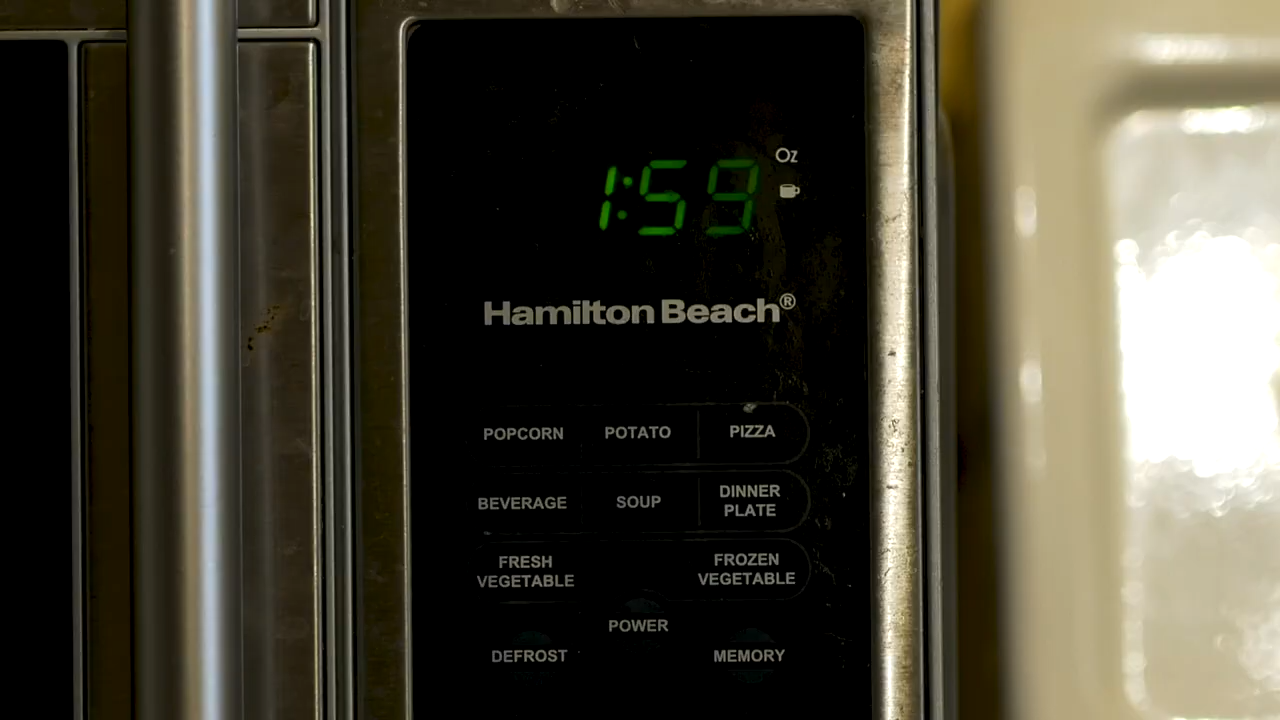 1:59
Oz
Hamilton Beach®
POPCORN POTATO PIZZA
BEVERAGE SOUP DINNER PLATE
FRESH VEGETABLE FROZEN VEGETABLE
POWER
DEFROST MEMORY